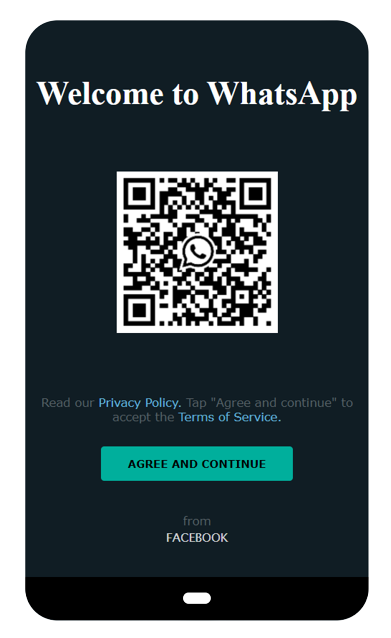 Welcome to WhatsApp
Read our Privacy Policy. Tap "Agree and continue" to
accept the Terms of Service.
AGREE AND CONTINUE
from
FACEBOOK